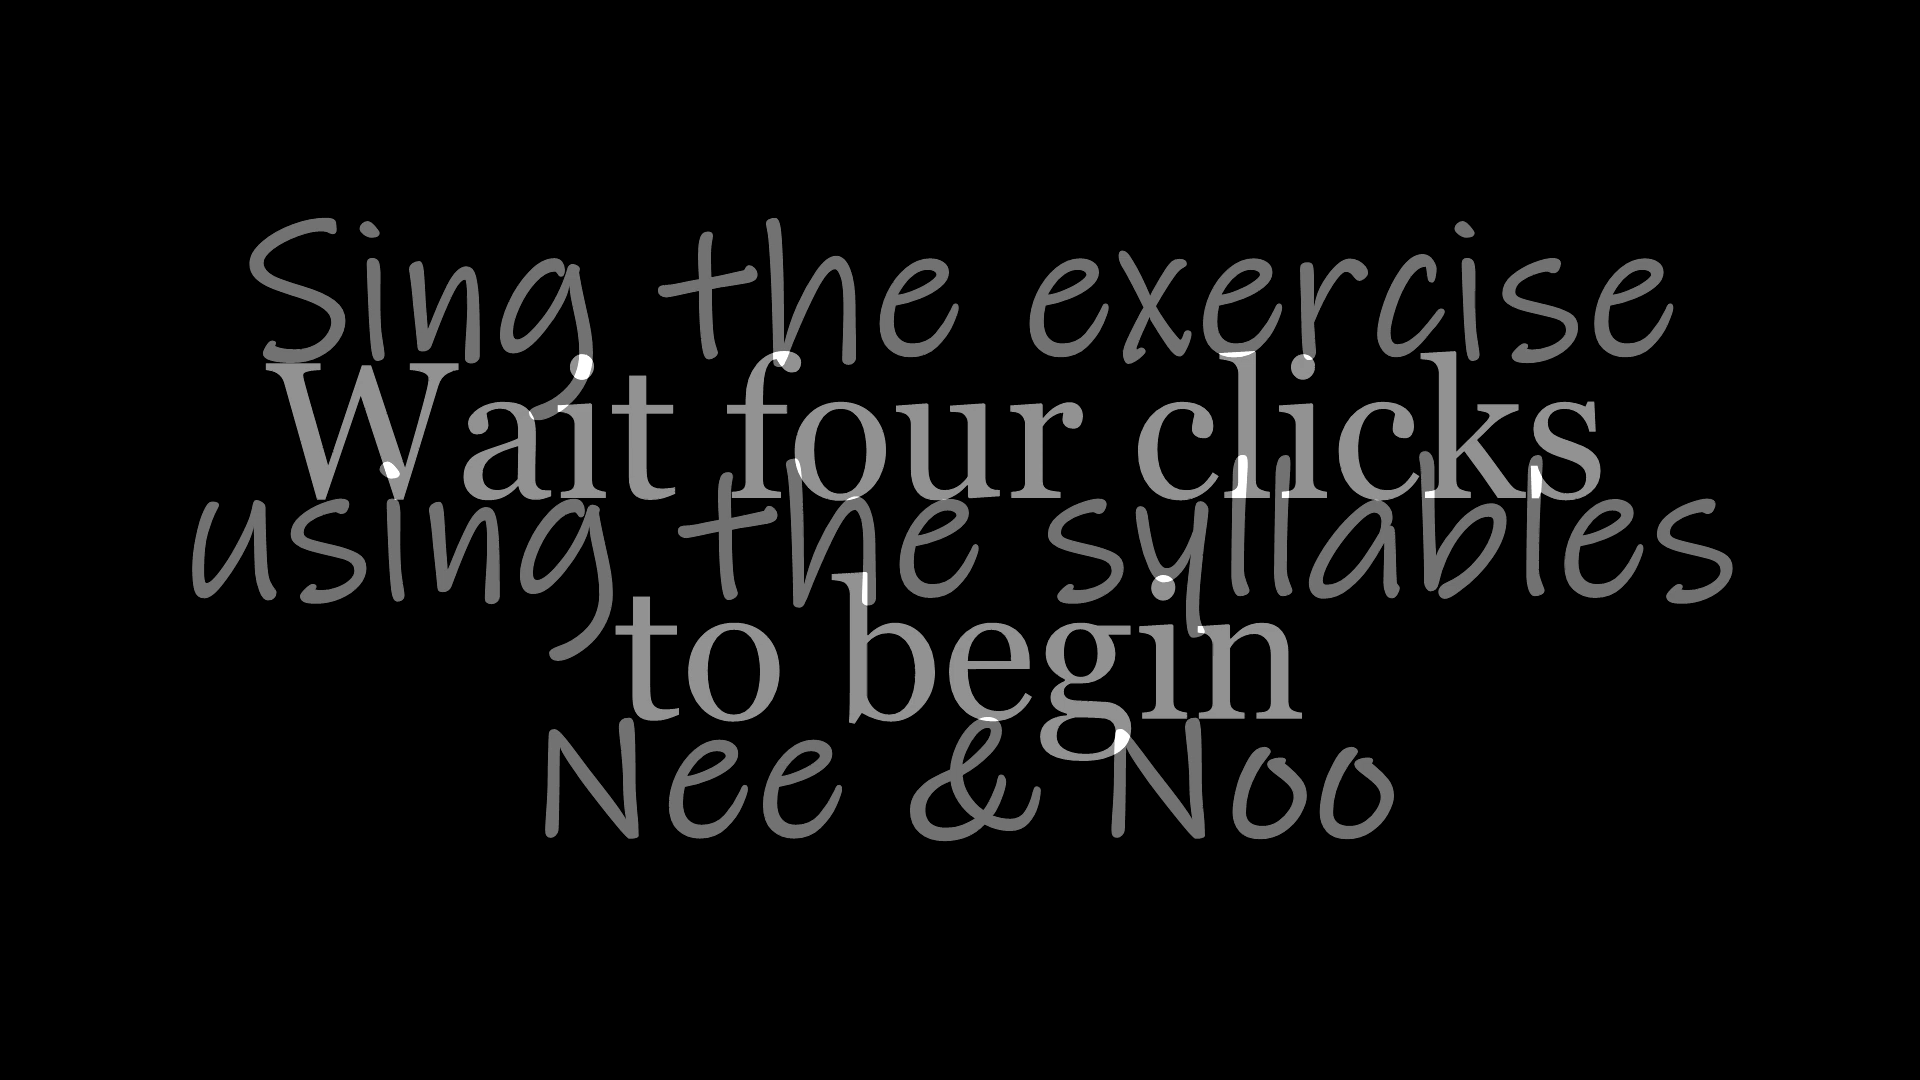 Sing the exercise
Wait four clicks
using the syllables
to begin
Nee & Noo